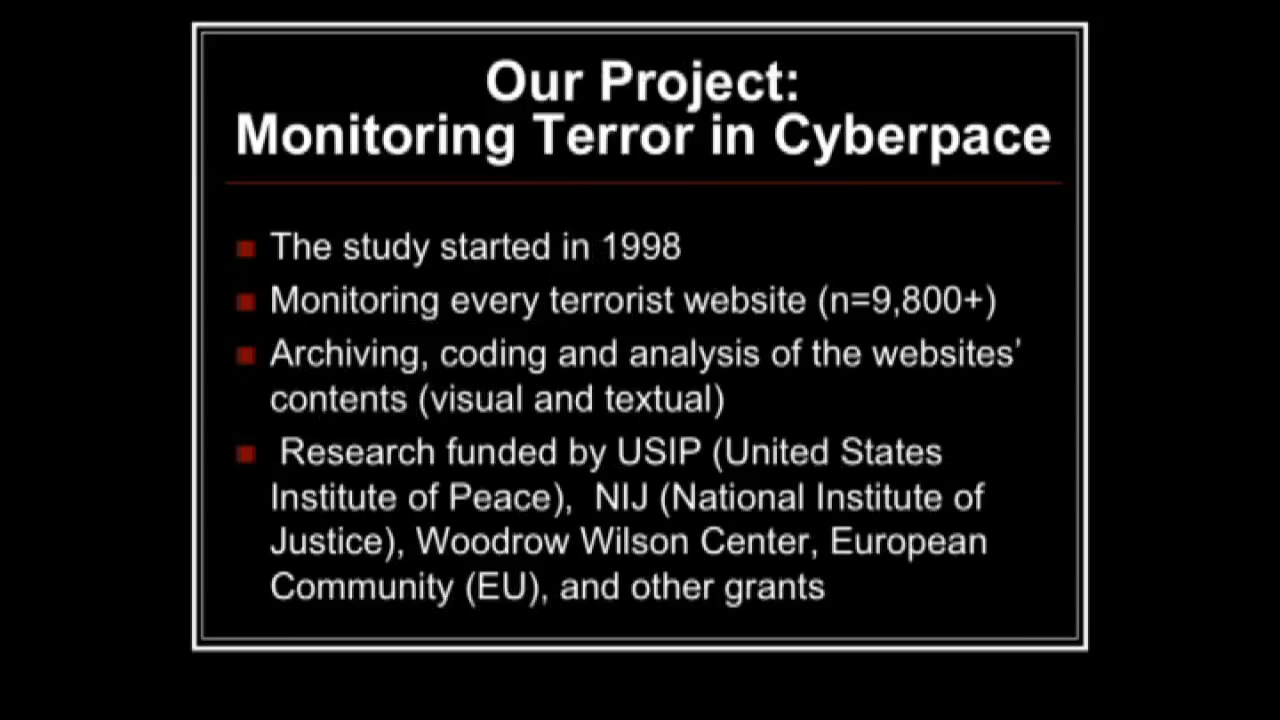 Our Project:
Monitoring Terror in Cyberpace
The study started in 1998
Monitoring every terrorist website (n=9,800+)
Archiving, coding and analysis of the websites'
contents (visual and textual)
Research funded by USIP (United States
Institute of Peace), NIJ (National Institute of
Justice), Woodrow Wilson Center, European
Community (EU), and other grants